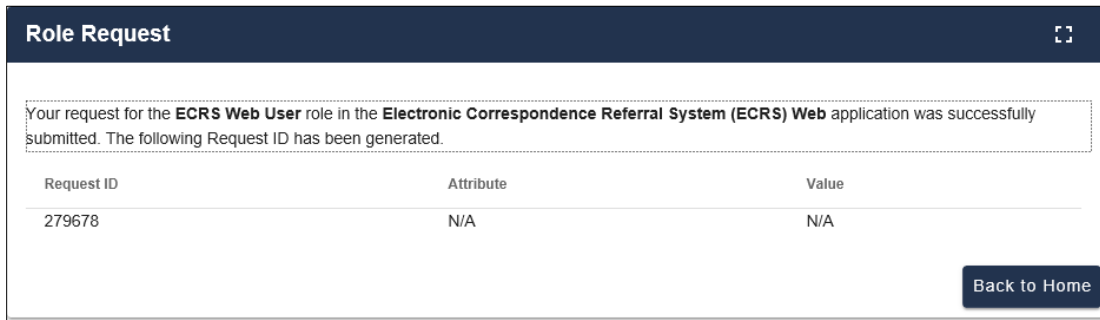 Role Request
Your request for the ECRS Web User role in the Electronic Correspondence Referral System (ECRS) Web application was successfully
submitted. The following Request ID has been generated.
Request ID Attribute Value
279678 N/A N/A
Back to Home